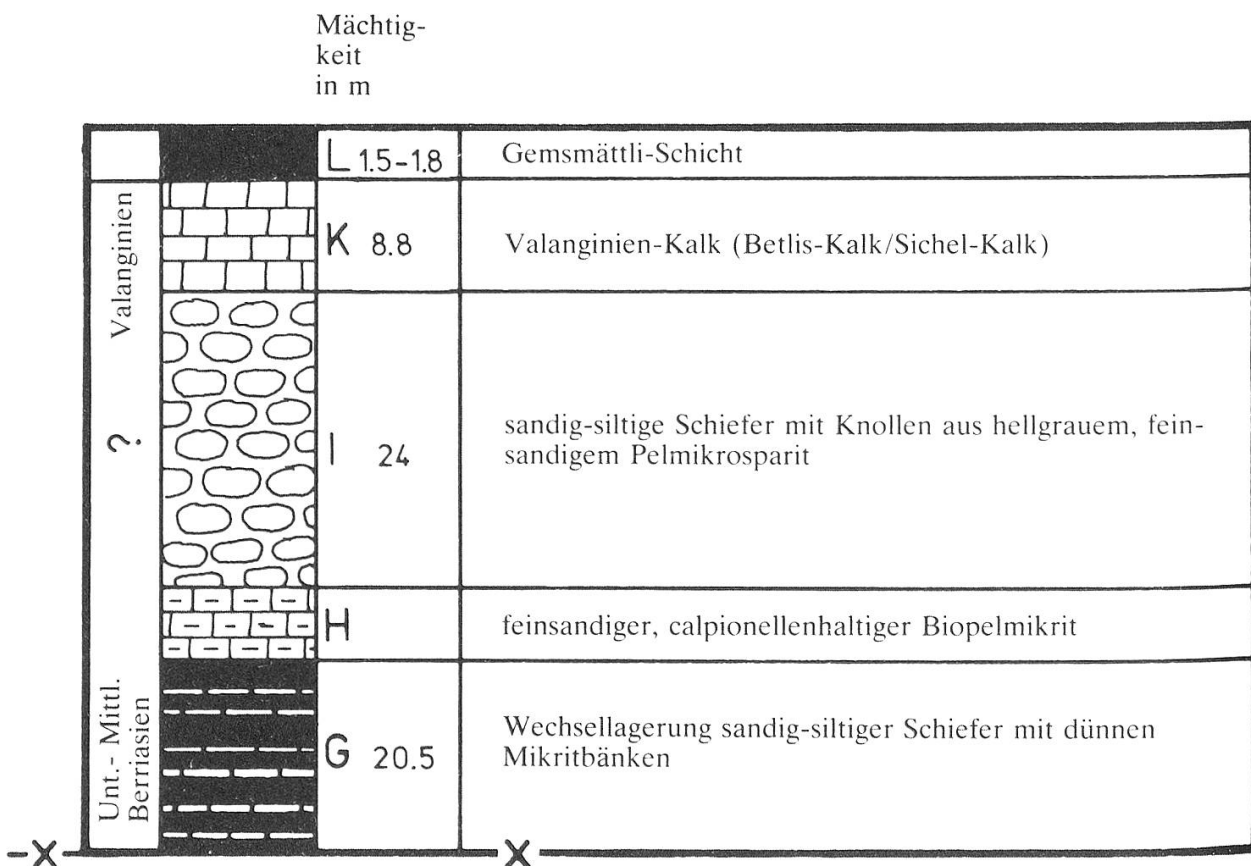 Mächtig-
keit
in m
L 1.5-1.8 Gemsmättli-Schicht
Valanginien
K 8.8 Valanginien-Kalk (Betlis-Kalk/Sichel-Kalk)
?
I 24 sandig-siltige Schiefer mit Knollen aus hellgrauem, fein-
sandigem Pelmikrosparit
H feinsandiger, calpionellenhaltiger Biopelmikrit
Unt.- Mittl.
Berriasien
G 20.5 Wechsellagerung sandig-siltiger Schiefer mit dünnen
Mikritbänken
-X X